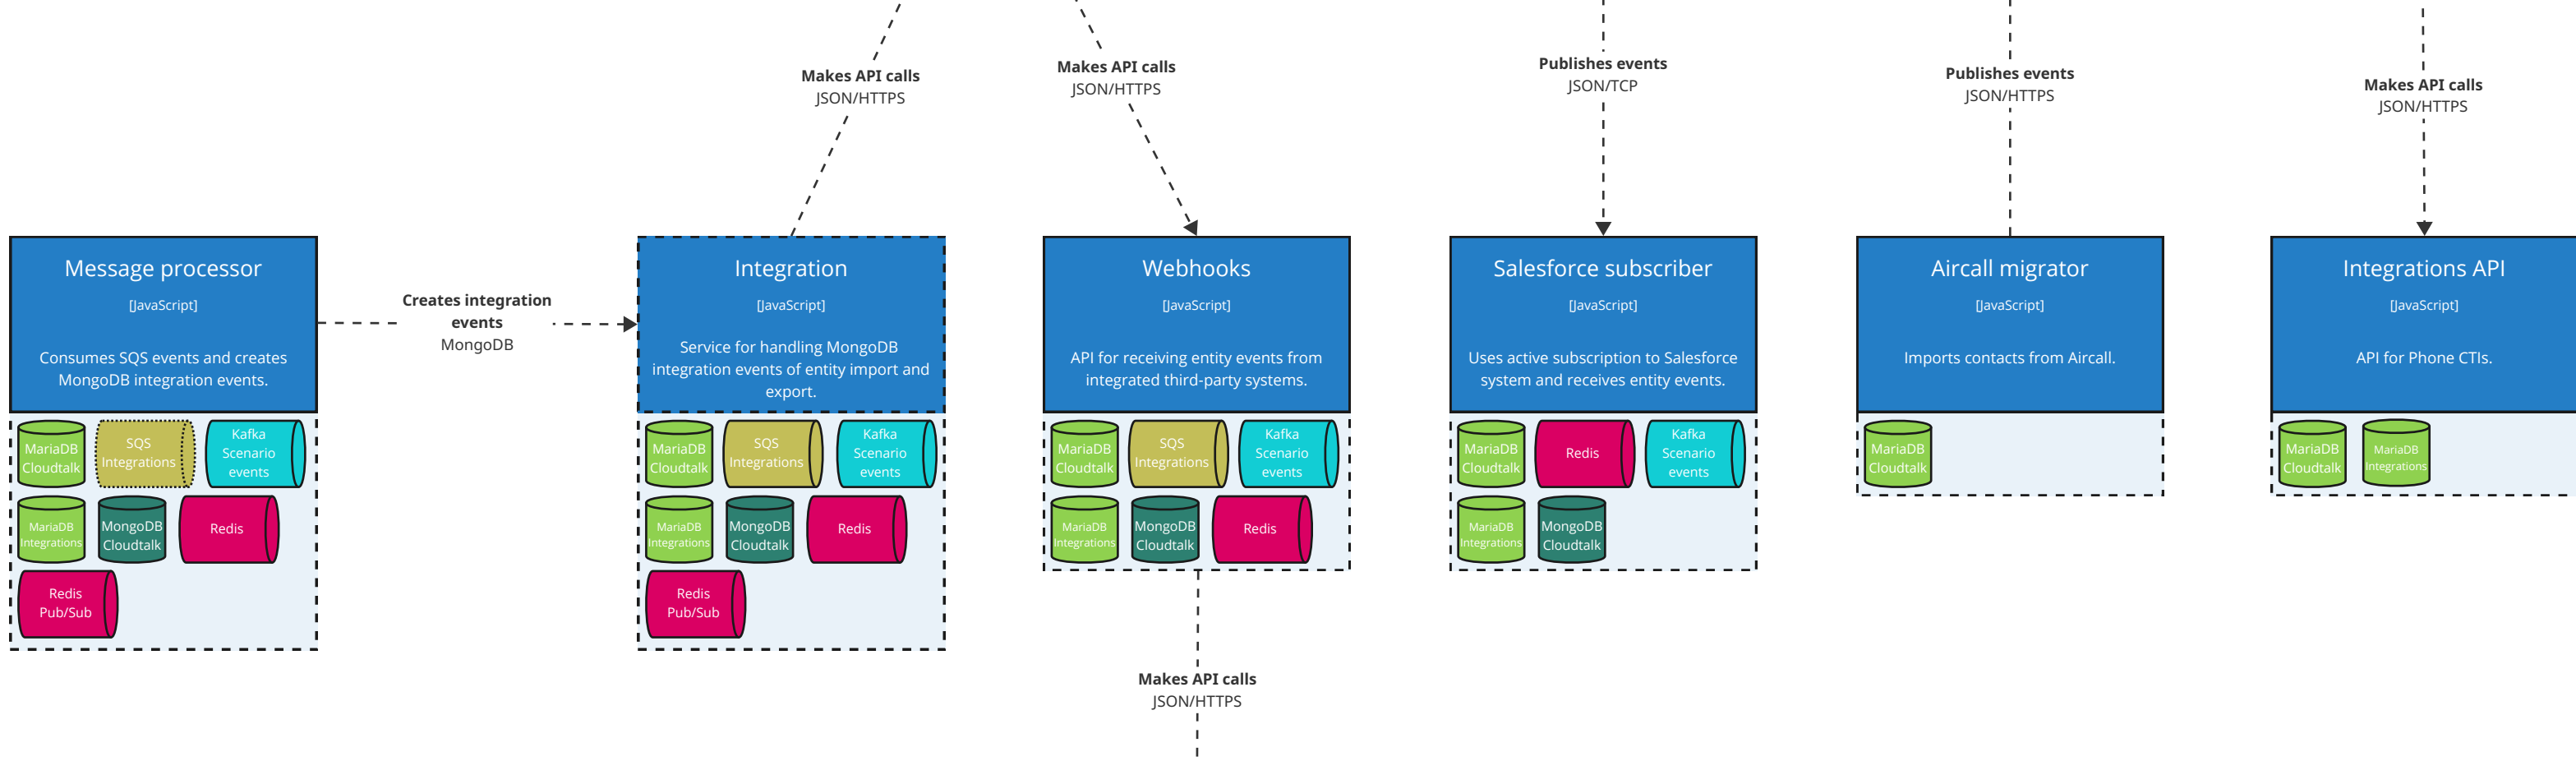 Makes API calls
JSON/HTTPS
Makes API calls
JSON/HTTPS
Publishes events
JSON/TCP
Publishes events
JSON/HTTPS
Makes API calls
JSON/HTTPS
Message processor
[JavaScript]
Consumes SQS events and creates
MongoDB integration events.
MariaDB
Cloudtalk
SQS
Integrations
Kafka
Scenario
events
MariaDB
Integrations
MongoDB
Cloudtalk
Redis
Redis
Pub/Sub
Creates integration
events
MongoDB
Integration
[JavaScript]
Service for handling MongoDB
integration events of entity import and
export.
MariaDB
Cloudtalk
SQS
Integrations
Kafka
Scenario
events
MariaDB
Integrations
MongoDB
Cloudtalk
Redis
Redis
Pub/Sub
Webhooks
[JavaScript]
API for receiving entity events from
integrated third-party systems.
MariaDB
Cloudtalk
SQS
Integrations
Kafka
Scenario
events
MariaDB
Integrations
MongoDB
Cloudtalk
Redis
Makes API calls
JSON/HTTPS
Salesforce subscriber
[JavaScript]
Uses active subscription to Salesforce
system and receives entity events.
MariaDB
Cloudtalk
Redis
Kafka
Scenario
events
MariaDB
Integrations
MongoDB
Cloudtalk
Aircall migrator
[JavaScript]
Imports contacts from Aircall.
MariaDB
Cloudtalk
Integrations API
[JavaScript]
API for Phone CTIs.
MariaDB
Cloudtalk
MariaDB
Integrations